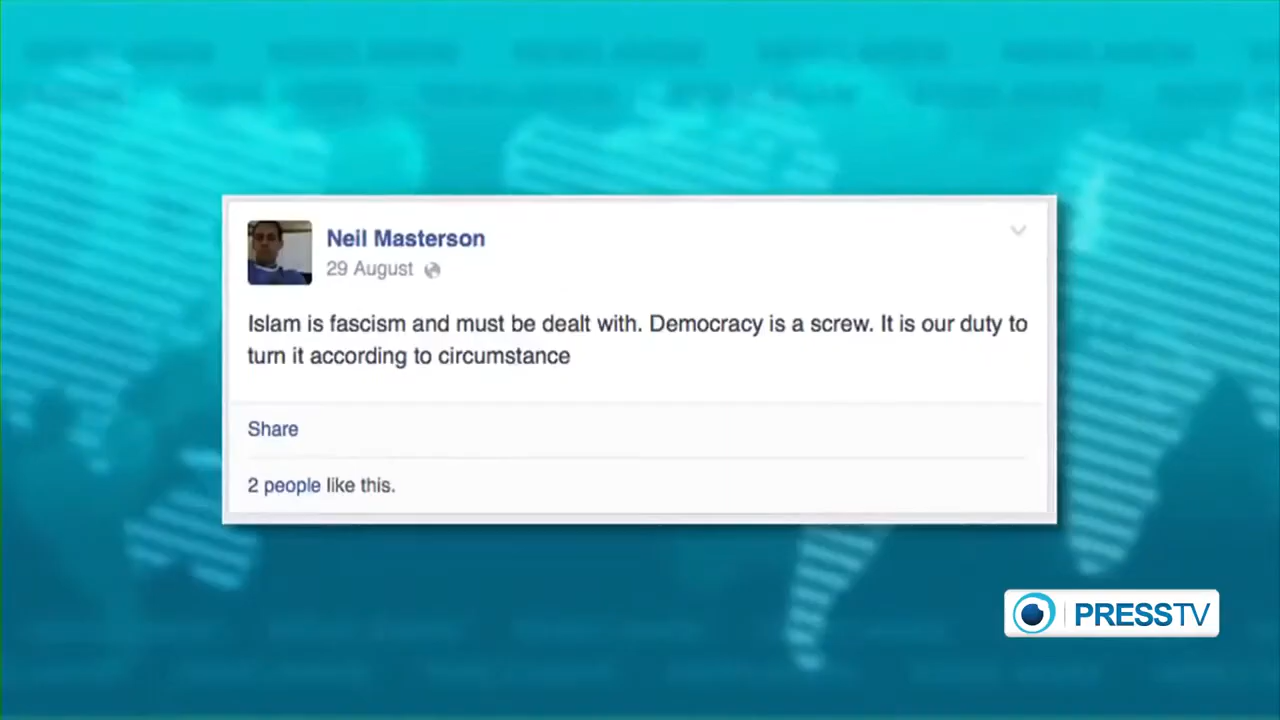 Neil Masterson
29 August
Islam is fascism and must be dealt with. Democracy is a screw. It is our duty to
turn it according to circumstance
Share
2 people like this.
PRESSTV